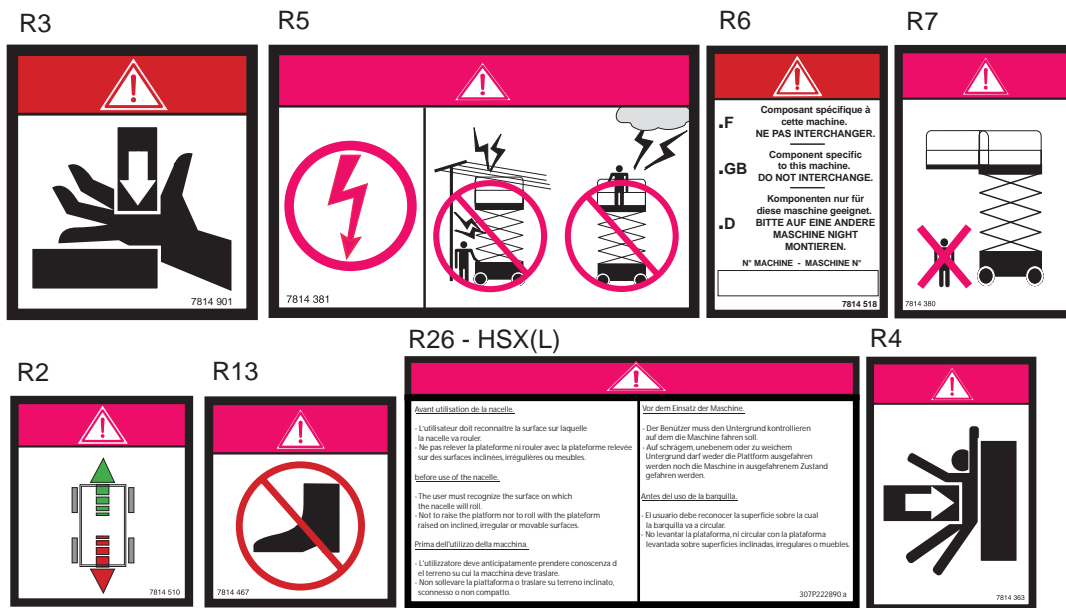 R3
R5
R6
R7
7814 901
7814 381
.F
Composant spécifique à
cette machine.
NE PAS INTERCHANGER.
.GB
Component specific
to this machine.
DO NOT INTERCHANGE.
.D
Komponenten nur für
diese maschine geeignet.
BITTE AUF EINE ANDERE
MASCHINE NIGHT
MONTIEREN.
N° MACHINE - MASCHINE N°
7814 518
7814 380
R2
R13
R26 - HSX(L)
R4
7814 510
7814 467
Avant utilisation de la nacelle.
- L'utilisateur doit reconnaitre la surface sur laquelle
la nacelle va rouler.
- Ne pas relever la plateforme ni rouler avec la plateforme relevée
sur des surfaces inclinées, irrégulières ou meubles.
before use of the nacelle.
- The user must recognize the surface on which
the nacelle will roll.
- Not to raise the platform nor to roll with the plateform
raised on inclined, irregular or movable surfaces.
Prima dell'utilizzo della macchina.
- L'utilizzatore deve anticipatamente prendere conoscenza d
el terreno su cui la macchina deve traslare.
- Non sollevare la piattaforma o traslare su terreno inclinato,
sconnesso o non compatto.
Vor dem Einsatz der Maschine.
- Der Benützer muss den Untergrund kontrollieren
auf dem die Maschine fahren soll.
- Auf schrägem, unebenem oder zu weichem
Untergrund darf weder die Plattform ausgefahren
werden noch die Maschine in ausgefahrenem Zustand
gefahren werden.
Antes del uso de la barquilla.
- El usuario debe reconocer la superficie sobre la cual
la barquilla va a circular.
- No levantar la plataforma, ni circular con la plataforma
levantada sobre superficies inclinadas, irregulares o muebles.
307P222890 a
7814 363